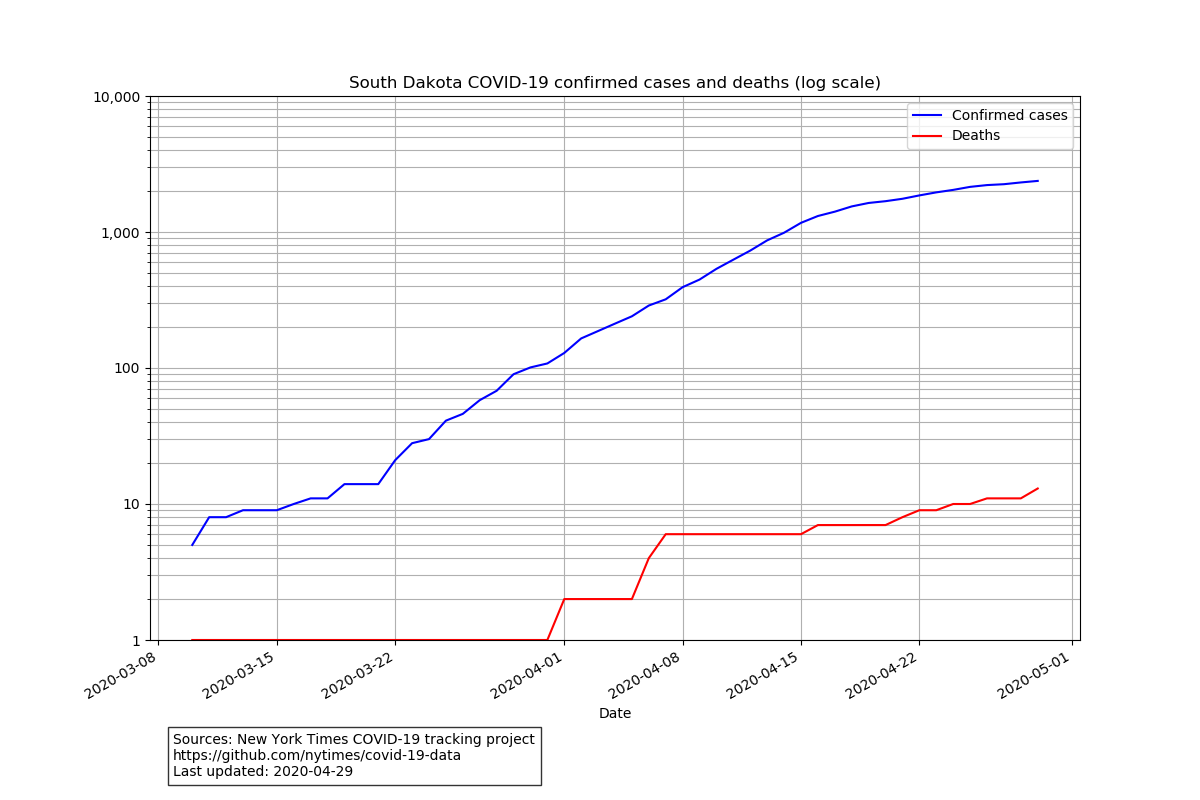 South Dakota COVID-19 confirmed cases and deaths (log scale)
10,000
1,000
100
10
1
Confirmed cases
Deaths
2020-03-08
2020-03-15
2020-03-22
2020-04-01
2020-04-08
2020-04-15
2020-04-22
2020-05-01
Date
Sources: New York Times COVID-19 tracking project
https://github.com/nytimes/covid-19-data
Last updated: 2020-04-29